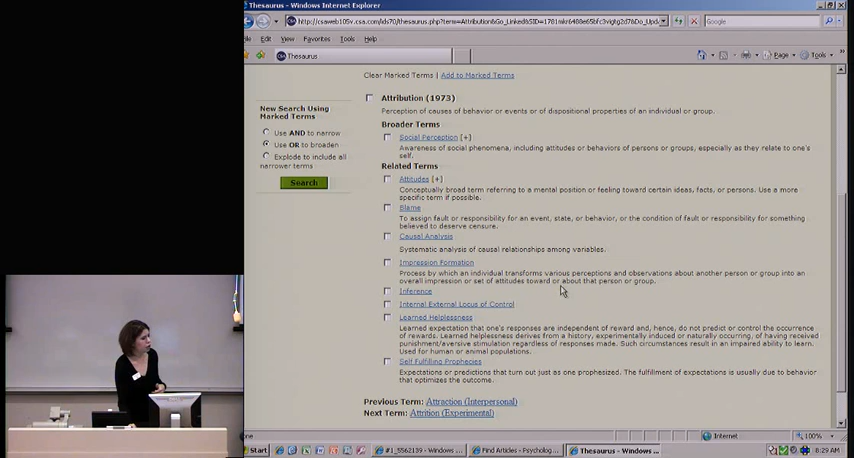 Thesaurus - Windows Internet Explorer
Google
Edit View Favorites Tools Help
Thesaurus
Page Tools
Clear Marked Terms | Add to Marked Terms
Attribution (1973)
Perception of causes of behavior or events or of dispositional properties of an individual or group.
New Search Using
Marked Terms
Use AND to narrow
Use OR to broaden
Explode to include all
narrower terms
Search
Broader Terms
Social Perception [+]
Awareness of social phenomena, including attitudes or behaviors of persons or groups, especially as they relate to one's
self.
Related Terms
Attitudes [+]
Conceptually broad term referring to a mental position or feeling toward certain ideas, facts, or persons. Use a more
specific term if possible.
Blame
To assign fault or responsibility for an event, state, or behavior, or the condition of fault or responsibility for something
believed to deserve censure.
Causal Analysis
Systematic analysis of causal relationships among variables.
Impression Formation
Process by which an individual transforms various perceptions and observations about another person or group into an
overall impression or set of attitudes toward or about that person or group.
Inference
Internal External Locus of Control
Learned Helplessness
Learned expectation that one's responses are independent of reward and, hence, do not predict or control the occurrence
of rewards. Learned helplessness derives from a history, experimentally induced or naturally occurring, of having received
punishment/aversive stimulation regardless of responses made. Such circumstances result in an impaired ability to learn.
Used for human or animal populations.
Self Fulfilling Prophecies
Expectations or predictions that turn out just as one prophesized. The fulfillment of expectations is usually due to behavior
that optimizes the outcome.
Previous Term: Attraction (Interpersonal)
Next Term: Attrition (Experimental)
one Internet 100%
Start #1_5562139 - Windows ... Find Articles - Psycholog... Thesaurus - Windows ... 8:29 AM